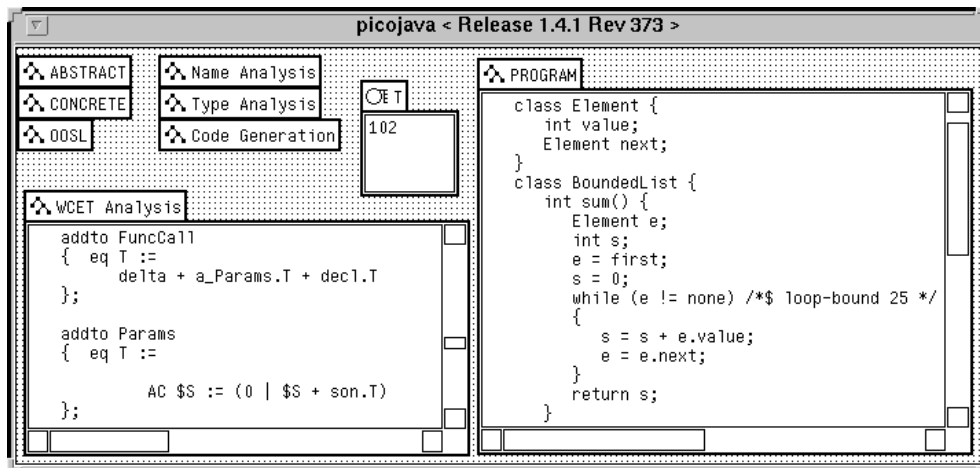 picojava < Release 1.4.1 Rev 373 >
ABSTRACT
CONCRETE
OOSL
Name Analysis
Type Analysis
Code Generation
T
102
WCET Analysis
addto FuncCall
{ eq T :=
delta + a_Params.T + decl.T
};
addto Params
{ eq T :=
AC $S := (0 | $S + son.T)
};
PROGRAM
class Element {
int value;
Element next;
}
class BoundedList {
int sum() {
Element e;
int s;
e = first;
s = 0;
while (e != none) /*$ loop-bound 25 */
{
s = s + e.value;
e = e.next;
}
return s;
}